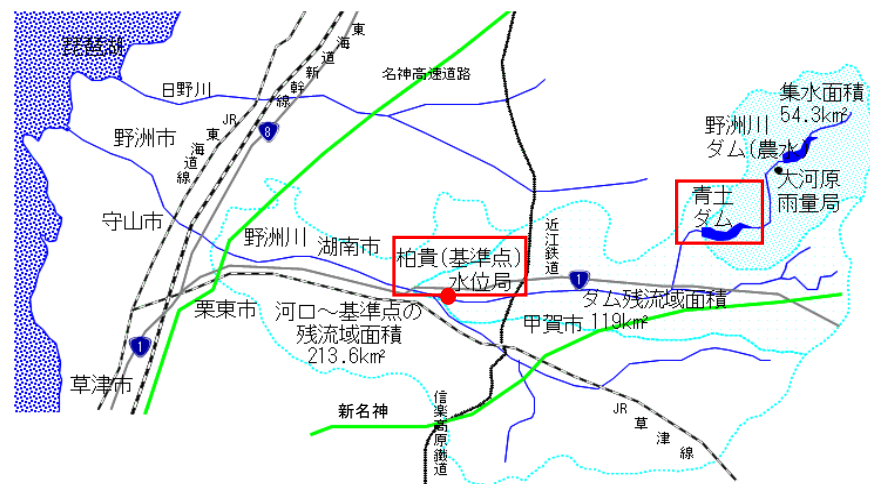 琵琶湖
日野川
東海道新幹線
名神高速道路
集水面積
54.3km²
野洲川
ダム(農水)
大河原
雨量局
野洲市
JR東海道線
8
青土
ダム
守山市
野洲川
湖南市
柏貴(基準点)
水位局
近江鉄道
1
ダム残流域面積
119km²
甲賀市
栗東市
河口～基準点の
残流域面積
213.6km²
1
草津市
新名神
信楽高原鐵道
JR草津線